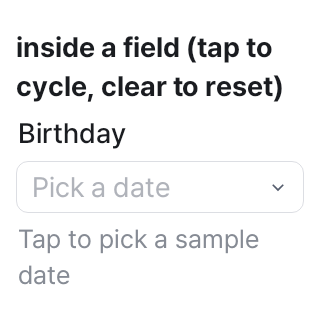 inside a field (tap to
cycle, clear to reset)
Birthday
Pick a date
Tap to pick a sample
date